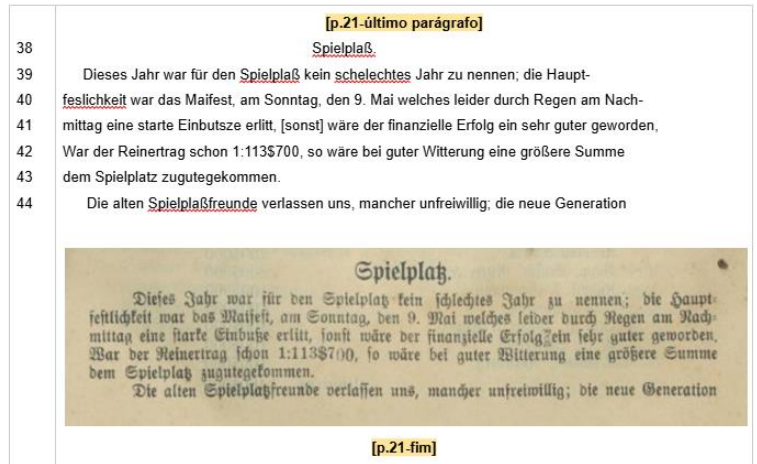 [p.21-último parágrafo]
38 Spielplaß.
39 Dieses Jahr war für den Spielplaß kein schelechtes Jahr zu nennen; die Haupt-
40 feslichkeit war das Maifest, am Sonntag, den 9. Mai welches leider durch Regen am Nach-
41 mittag eine starte Einbutsze erlitt, [sonst] wäre der finanzielle Erfolg ein sehr guter geworden,
42 War der Reinertrag schon 1:113$700, so wäre bei guter Witterung eine größere Summe
43 dem Spielplatz zugutegekommen.
44 Die alten Spielplaßfreunde verlassen uns, mancher unfreiwillig; die neue Generation
Spielplatz.
Dieses Jahr war für den Spielplatz kein schlechtes Jahr zu nennen; die Haupt-
festlichkeit war das Maifest, am Sonntag, den 9. Mai welches leider durch Regen am Nach-
mittag eine starke Einbuße erlitt, sonst wäre der finanzielle Erfolg ein sehr guter geworden,
War der Reinertrag schon 1:113$700, so wäre bei guter Witterung eine größere Summe
dem Spielplatz zugutegekommen.
Die alten Spielplatzfreunde verlassen uns, mancher unfreiwillig; die neue Generation
[p.21-fim]